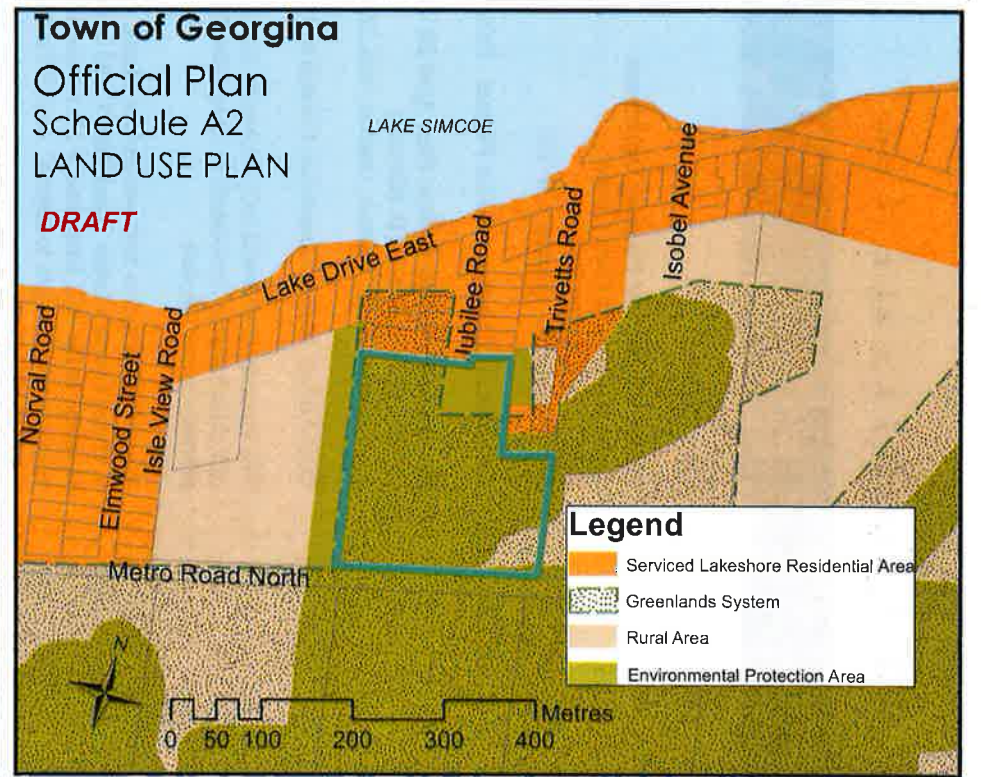 Town of Georgina
Official Plan
Schedule A2
LAND USE PLAN
DRAFT
LAKE SIMCOE
Isobel Avenue
Trivetts Road
Jubilee Road
Lake Drive East
Norval Road
Elmwood Street
Isle View Road
Metro Road North
Legend
Serviced Lakeshore Residential Area
Greenlands System
Rural Area
Environmental Protection Area
N
Metres
0 50 100 200 300 400